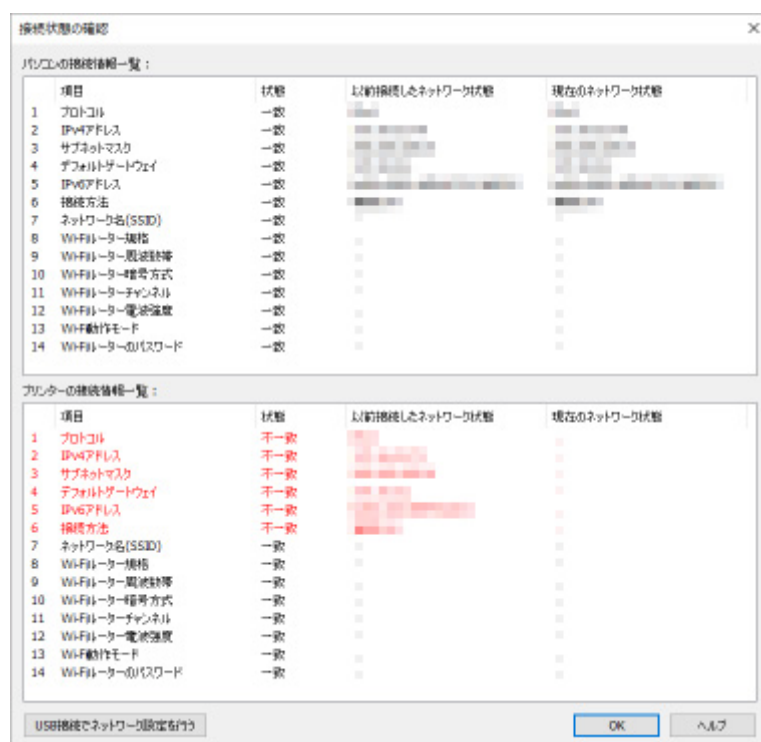 接続状態の確認
パソコンの接続情報一覧：
項目 状態 以前接続したネットワーク状態 現在のネットワーク状態
1 プロトコル 一致
2 IPv4アドレス 一致
3 サブネットマスク 一致
4 デフォルトゲートウェイ 一致
5 IPv6アドレス 一致
6 接続方法 一致
7 ネットワーク名(SSID) 一致
8 Wi-Fiルーター規格 一致
9 Wi-Fiルーター周波数帯 一致
10 Wi-Fiルーター暗号方式 一致
11 Wi-Fiルーターチャンネル 一致
12 Wi-Fiルーター電波強度 一致
13 Wi-Fi動作モード 一致
14 Wi-Fiルーターのパスワード 一致
プリンターの接続情報一覧：
項目 状態 以前接続したネットワーク状態 現在のネットワーク状態
1 プロトコル 不一致
2 IPv4アドレス 不一致
3 サブネットマスク 不一致
4 デフォルトゲートウェイ 不一致
5 IPv6アドレス 不一致
6 接続方法 不一致
7 ネットワーク名(SSID) 一致
8 Wi-Fiルーター規格 一致
9 Wi-Fiルーター周波数帯 一致
10 Wi-Fiルーター暗号方式 一致
11 Wi-Fiルーターチャンネル 一致
12 Wi-Fiルーター電波強度 一致
13 Wi-Fi動作モード 一致
14 Wi-Fiルーターのパスワード 一致
USB接続でネットワーク設定を行う OK ヘルプ